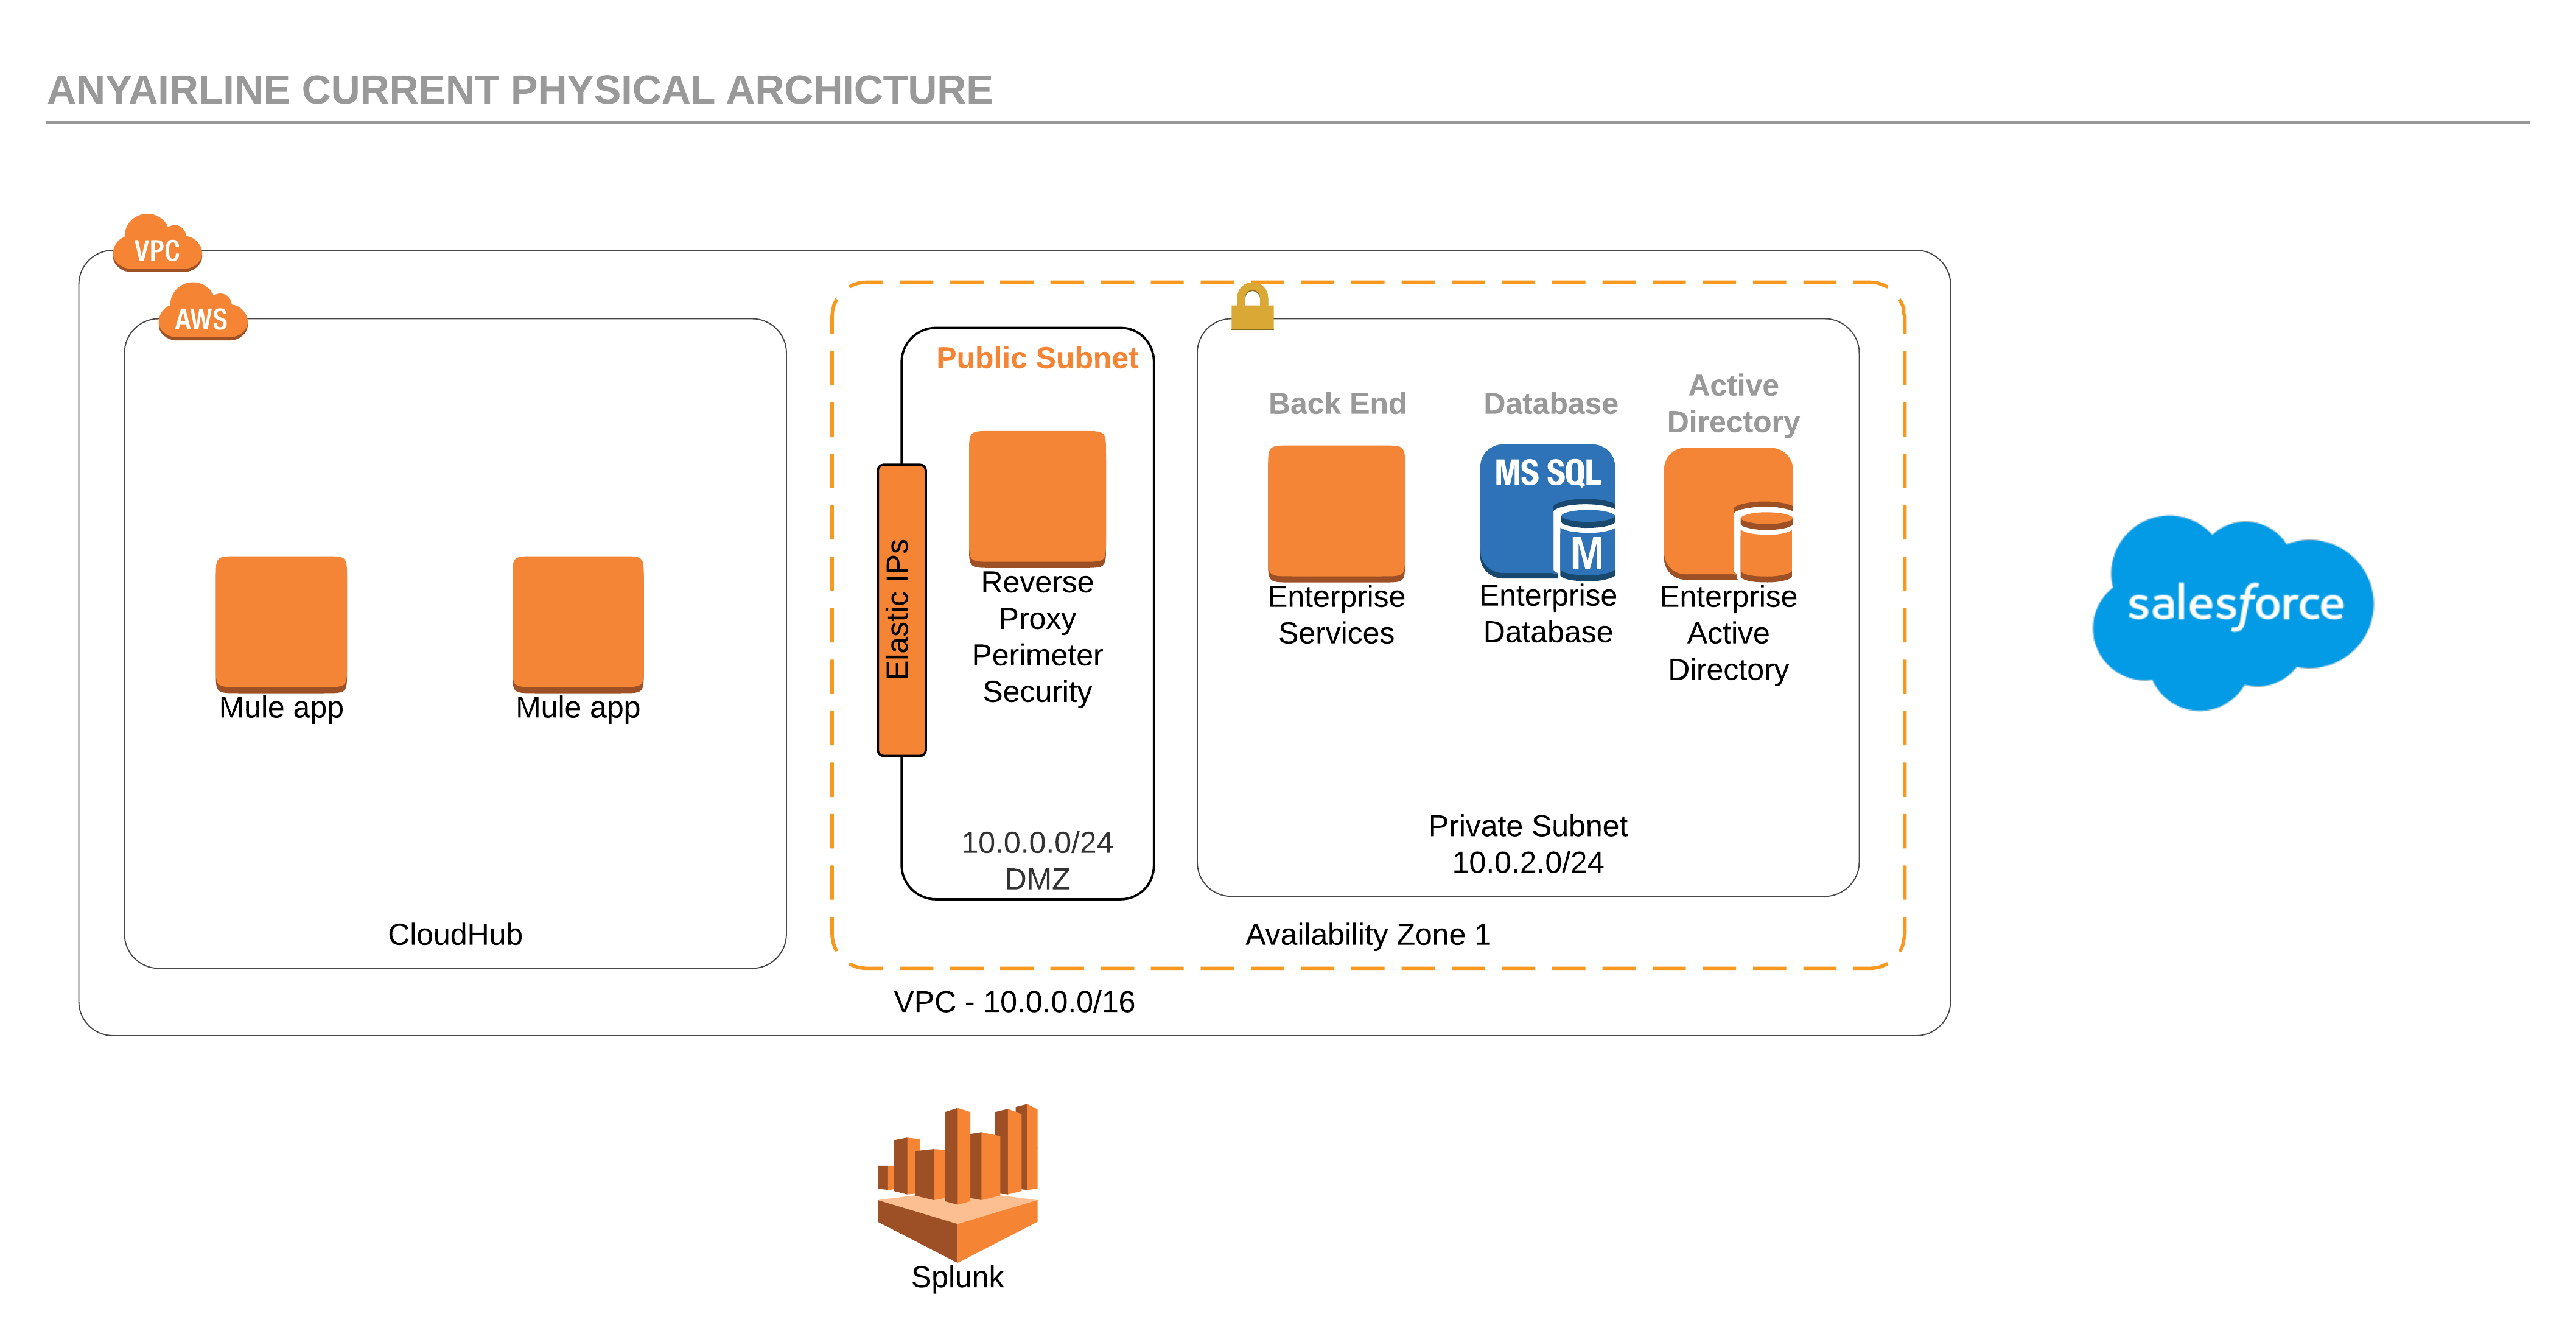 ANYAIRLINE CURRENT PHYSICAL ARCHICTURE
VPC
AWS
Mule app
Mule app
CloudHub
Public Subnet
Elastic IPs
Reverse
Proxy
Perimeter
Security
10.0.0.0/24
DMZ
Back End
Enterprise
Services
Database
MS SQL
M
Enterprise
Database
Active
Directory
Enterprise
Active
Directory
Private Subnet
10.0.2.0/24
Availability Zone 1
VPC - 10.0.0.0/16
salesforce
Splunk